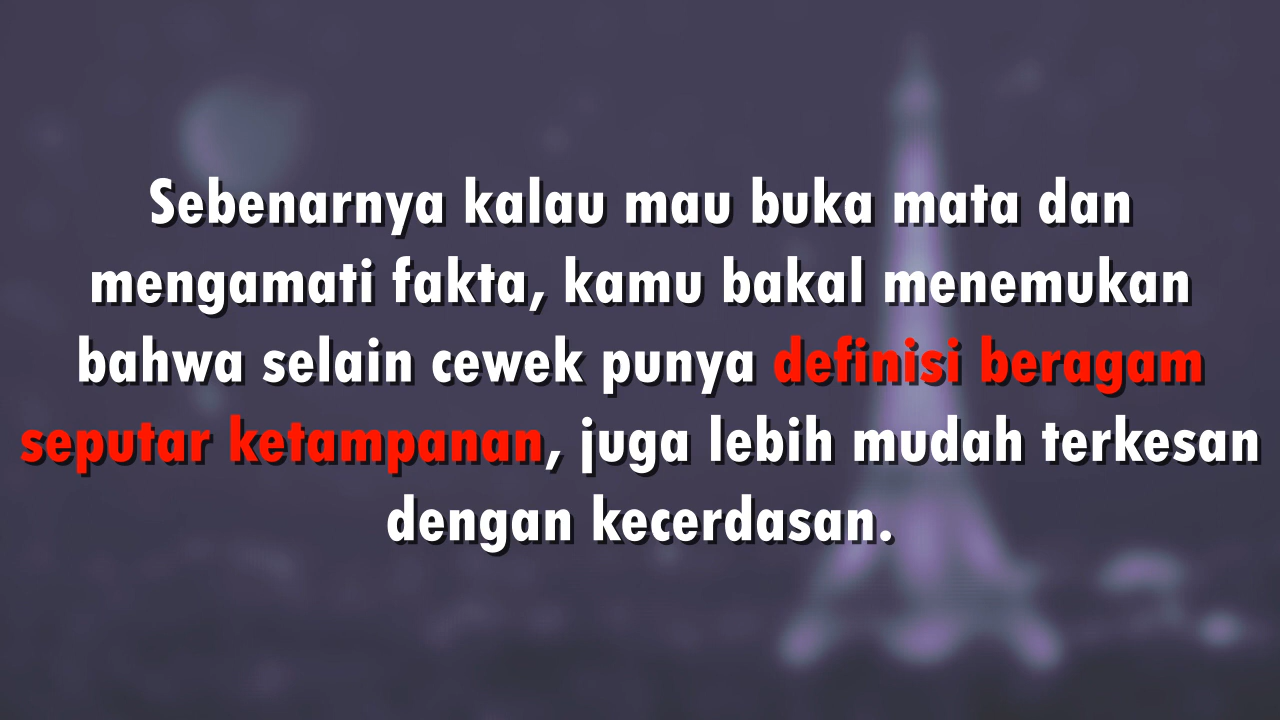 Sebenarnya kalau mau buka mata dan
mengamati fakta, kamu bakal menemukan
bahwa selain cewek punya definisi beragam
seputar ketampanan, juga lebih mudah terkesan
dengan kecerdasan.